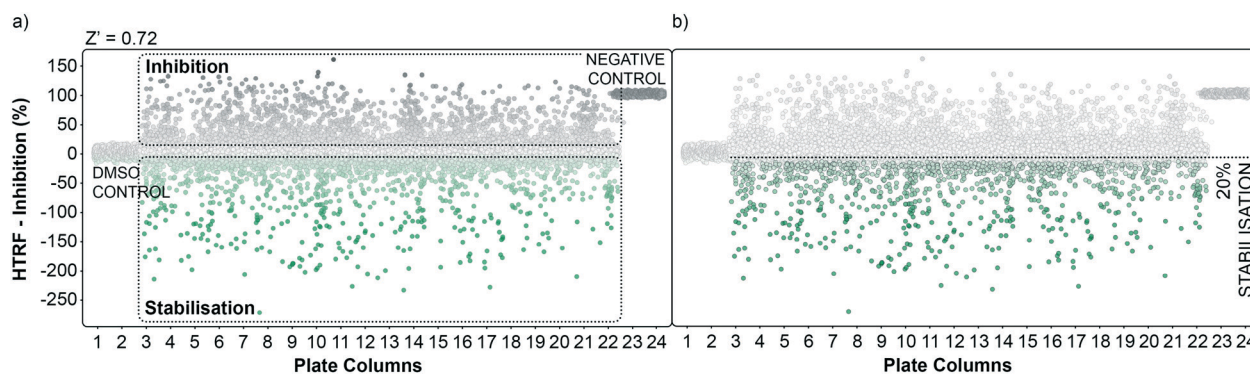 a)
Z' = 0.72
HTRF - Inhibition (%)
150
100
50
0
-50
-100
-150
-200
-250
Inhibition
NEGATIVE
CONTROL
DMSO
CONTROL
Stabilisation
1 2 3 4 5 6 7 8 9 10 11 12 13 14 15 16 17 18 19 20 21 22 23 24
Plate Columns
b)
20%
STABILISATION
1 2 3 4 5 6 7 8 9 10 11 12 13 14 15 16 17 18 19 20 21 22 23 24
Plate Columns